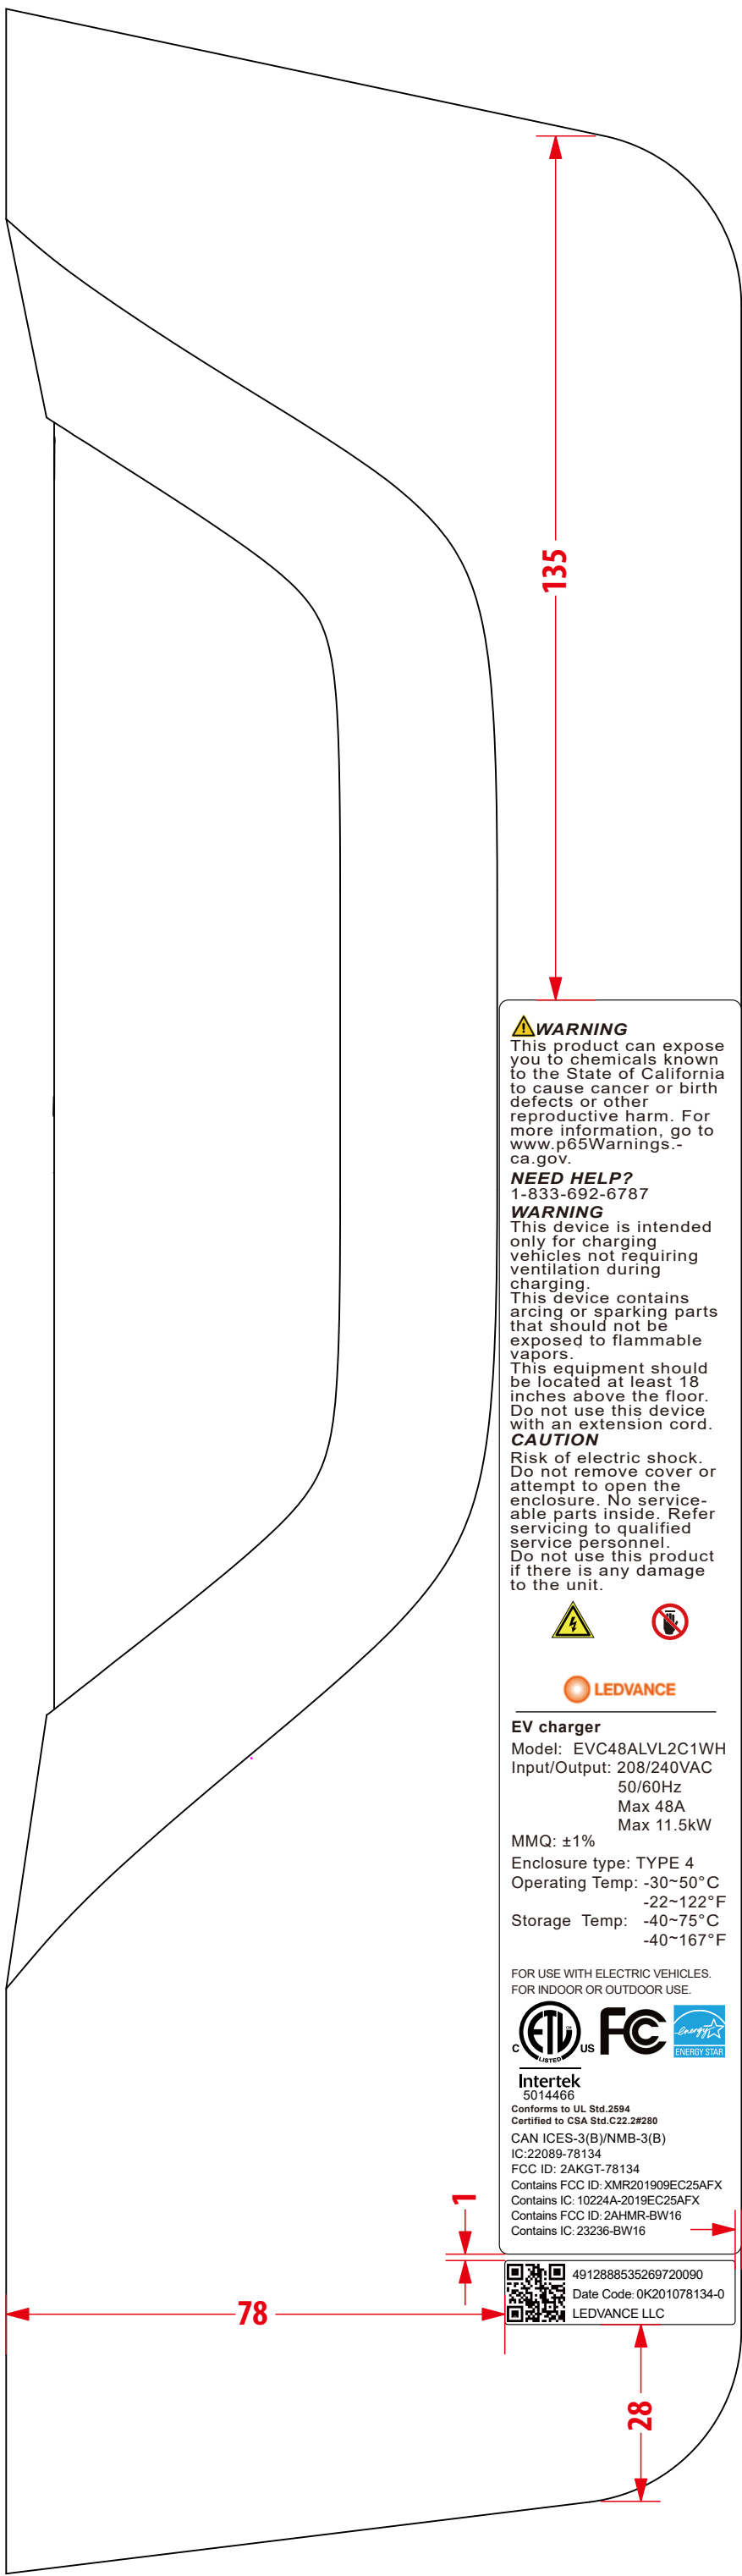 135
WARNING
This product can expose
you to chemicals known
to the State of California
to cause cancer or birth
defects or other
reproductive harm. For
more information, go to
www.p65Warnings.-
ca.gov.
NEED HELP?
1-833-692-6787
WARNING
This device is intended
only for charging
vehicles not requiring
ventilation during
charging.
This device contains
arcing or sparking parts
that should not be
exposed to flammable
vapors.
This equipment should
be located at least 18
inches above the floor.
Do not use this device
with an extension cord.
CAUTION
Risk of electric shock.
Do not remove cover or
attempt to open the
enclosure. No service-
able parts inside. Refer
servicing to qualified
service personnel.
Do not use this product
if there is any damage
to the unit.
LEDVANCE
EV charger
Model: EVC48ALVL2C1WH
Input/Output: 208/240VAC
50/60Hz
Max 48A
Max 11.5kW
MMQ: ±1%
Enclosure type: TYPE 4
Operating Temp: -30~50°C
-22~122°F
Storage Temp: -40~75°C
-40~167°F
FOR USE WITH ELECTRIC VEHICLES.
FOR INDOOR OR OUTDOOR USE.
C ETL US
LISTED
FC
energy
ENERGY STAR
Intertek
5014466
Conforms to UL Std.2594
Certified to CSA Std.C22.2#280
CAN ICES-3(B)/NMB-3(B)
IC:22089-78134
FCC ID: 2AKGT-78134
Contains FCC ID: XMR201909EC25AFX
Contains IC: 10224A-2019EC25AFX
Contains FCC ID: 2AHMR-BW16
Contains IC: 23236-BW16
1
4912888535269720090
Date Code: 0K201078134-0
LEDVANCE LLC
78
28